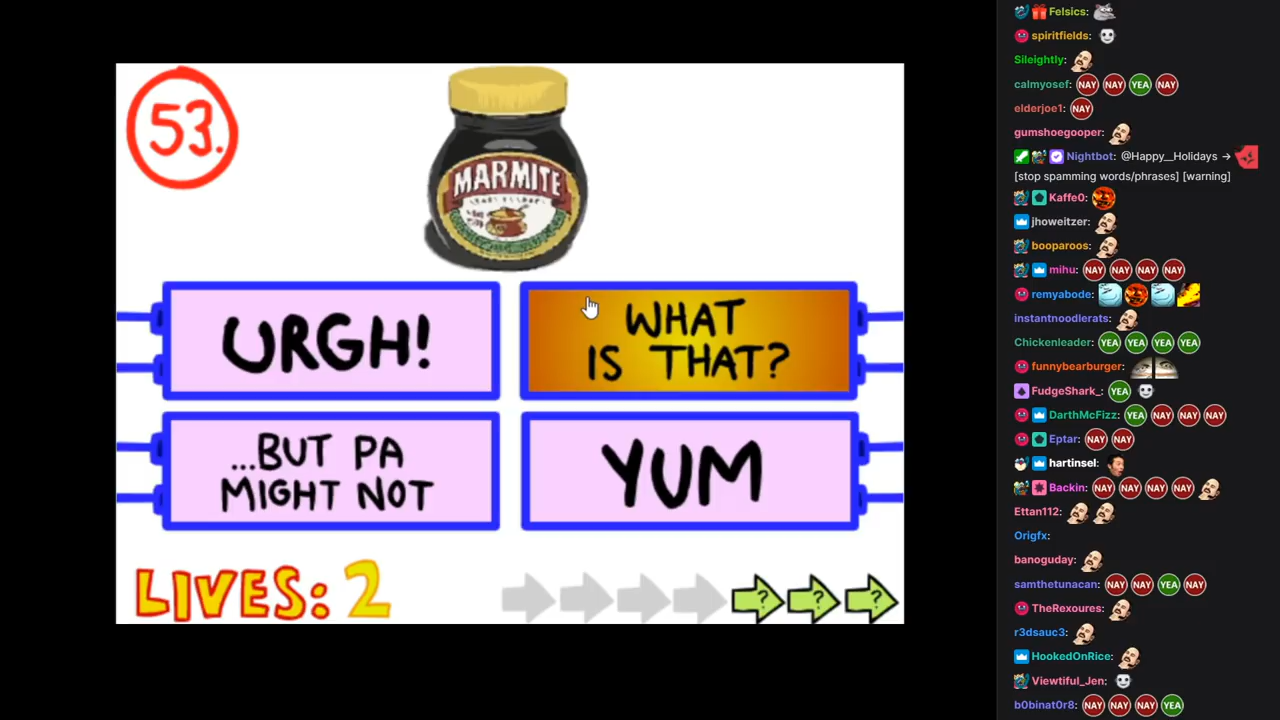 53.
MARMITE
URGH!
WHAT
IS THAT?
...BUT PA
MIGHT NOT
YUM
LIVES: 2
? ? ?
Felsics:
spiritfields:
Sileightly:
calmyosef: NAY NAY YEA NAY
elderjoe1: NAY
gumshoegooper:
Nightbot: @Happy__Holidays →
[stop spamming words/phrases] [warning]
Kaffe0:
jhoweitzer:
booparoos:
mihu: NAY NAY NAY NAY
remyabode:
instantnoodlerats:
Chickenleader: YEA YEA YEA YEA
funnybearburger:
FudgeShark_: YEA
DarthMcFizz: YEA NAY NAY NAY
Eptar: NAY NAY
hartinsel:
Backin: NAY NAY NAY NAY
Ettan112:
Origfx:
banoguday:
samthetunacan: NAY NAY YEA NAY
TheRexoures:
r3dsauc3:
HookedOnRice:
Viewtiful_Jen:
b0binat0r8: NAY NAY NAY YEA